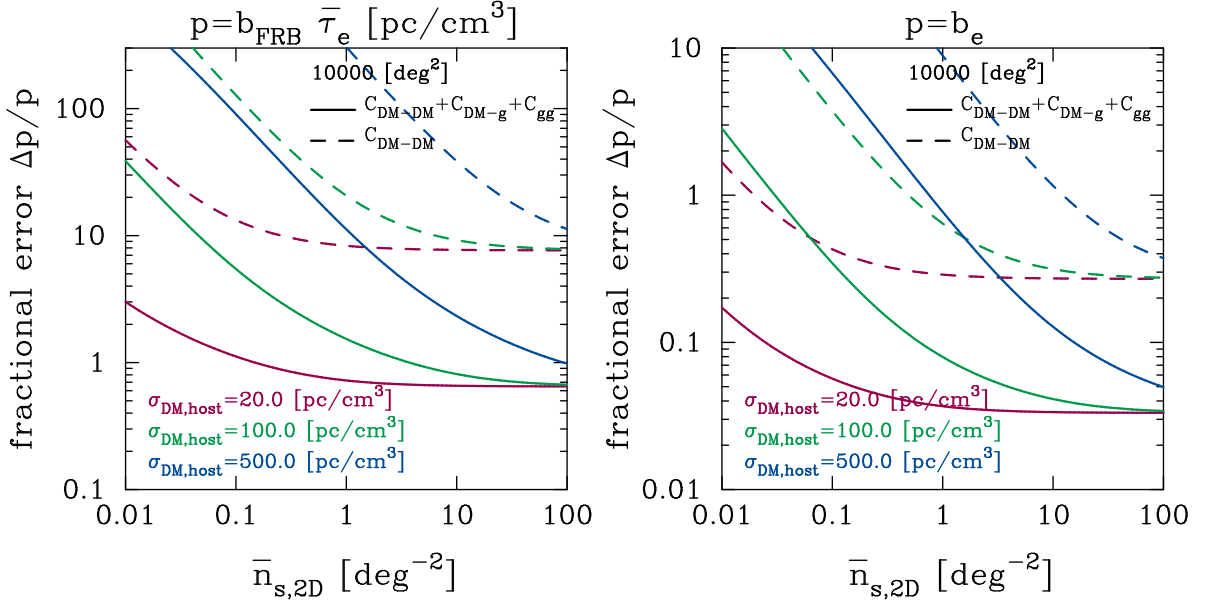 p=b_FRB τ̅_e [pc/cm³]
10000 [deg²]
C_DM-DM+C_DM-g+C_gg
C_DM-DM
σ_DM,host=20.0 [pc/cm³]
σ_DM,host=100.0 [pc/cm³]
σ_DM,host=500.0 [pc/cm³]
fractional error Δp/p
100
10
1
0.1
0.01 0.1 1 10 100
n̅_s,2D [deg⁻²]
p=b_e
10000 [deg²]
C_DM-DM+C_DM-g+C_gg
C_DM-DM
σ_DM,host=20.0 [pc/cm³]
σ_DM,host=100.0 [pc/cm³]
σ_DM,host=500.0 [pc/cm³]
fractional error Δp/p
10
1
0.1
0.01
0.01 0.1 1 10 100
n̅_s,2D [deg⁻²]